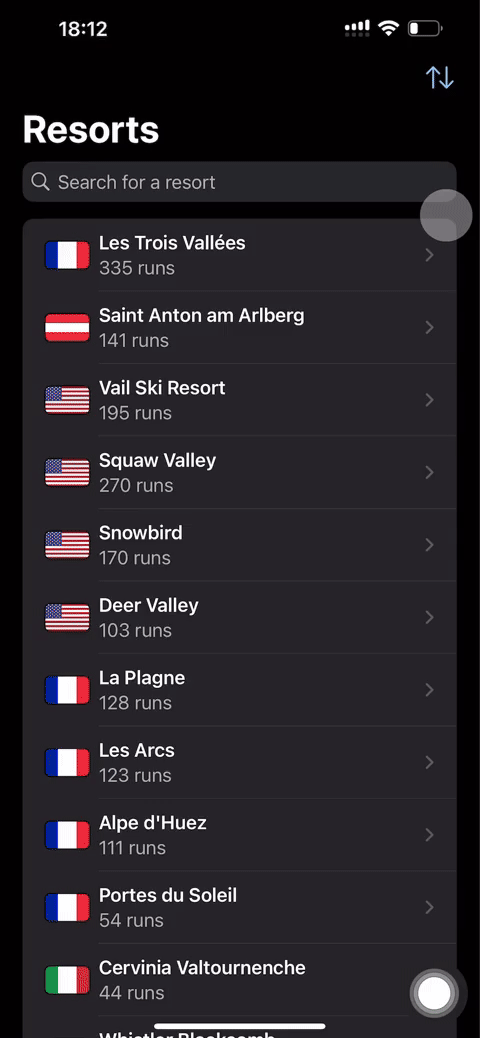 18:12
Resorts
Search for a resort
Les Trois Vallées
335 runs
Saint Anton am Arlberg
141 runs
Vail Ski Resort
195 runs
Squaw Valley
270 runs
Snowbird
170 runs
Deer Valley
103 runs
La Plagne
128 runs
Les Arcs
123 runs
Alpe d'Huez
111 runs
Portes du Soleil
54 runs
Cervinia Valtournenche
44 runs
Whistler Blackcomb